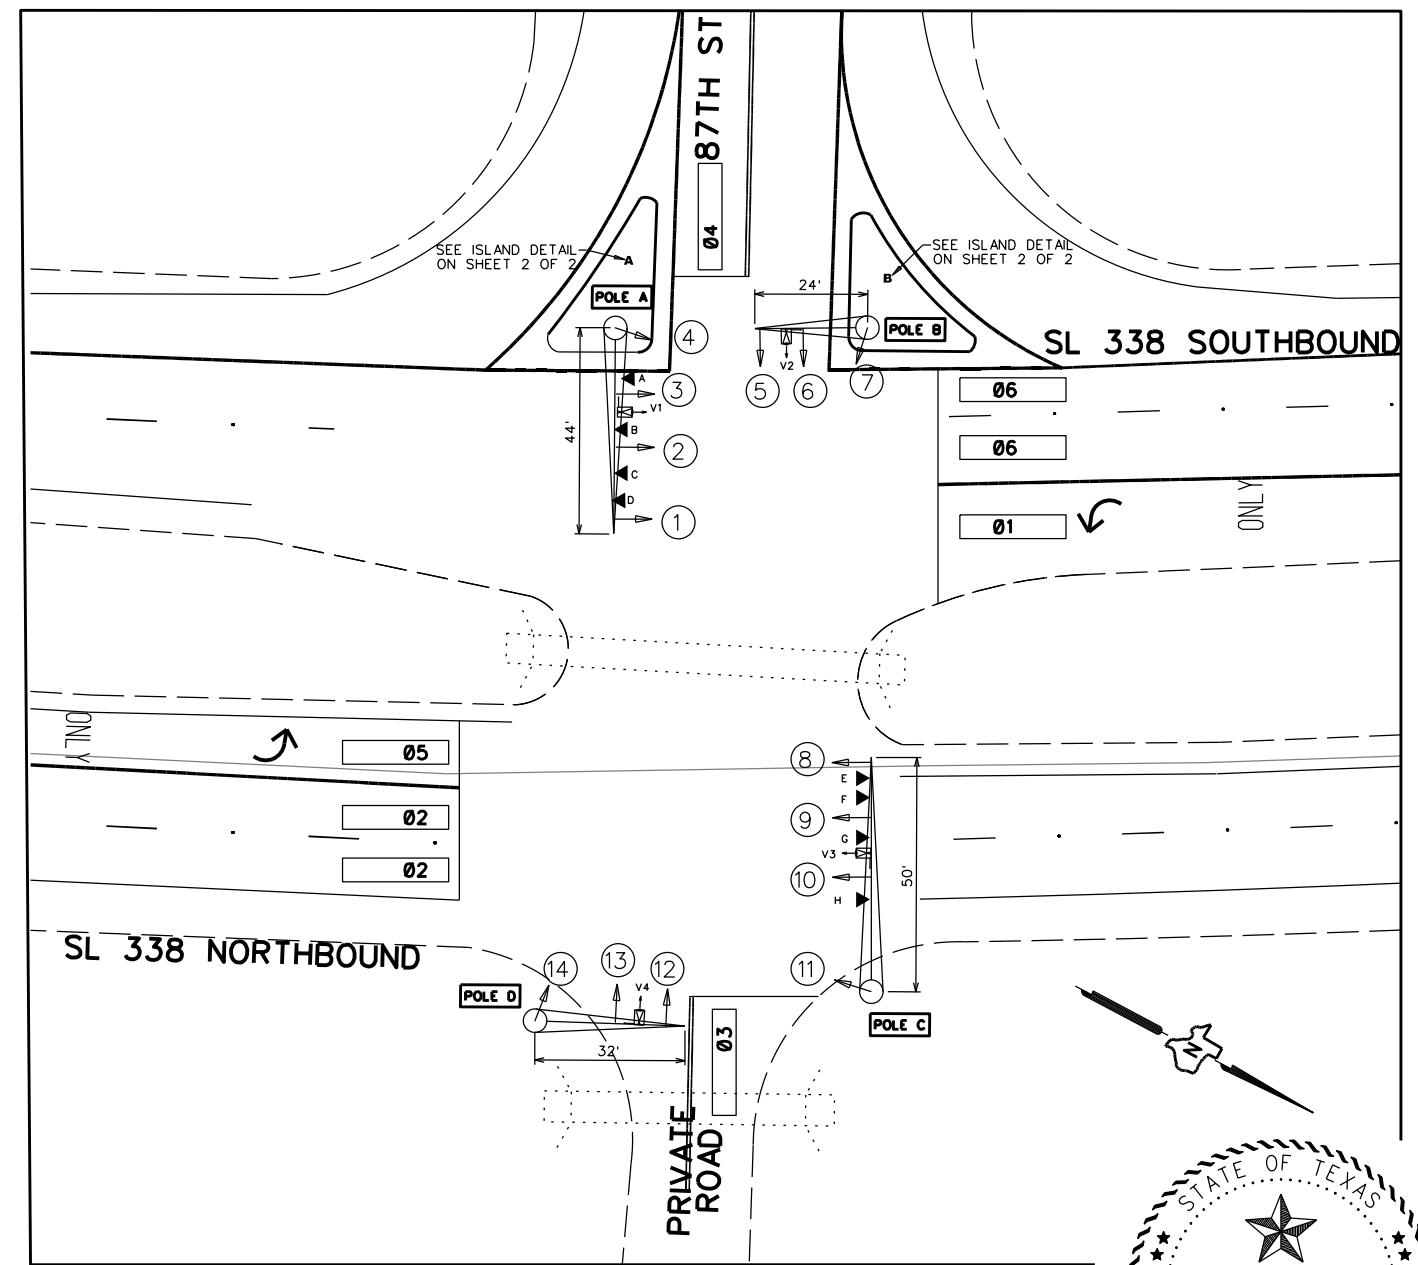 87TH ST
Ø4
SEE ISLAND DETAIL
ON SHEET 2 OF 2
A
SEE ISLAND DETAIL
ON SHEET 2 OF 2
B
24'
POLE A
POLE B
SL 338 SOUTHBOUND
4
V2
A
3
5
6
7
Ø6
V1
44'
B
2
Ø6
C
D
1
Ø1
ONLY
ONLY
Ø5
8
E
F
Ø2
9
G
V3
Ø2
10
50'
H
SL 338 NORTHBOUND
14
13
12
11
V4
POLE D
POLE C
32'
Ø3
N
PRIVATE
ROAD
STATE OF TEXAS